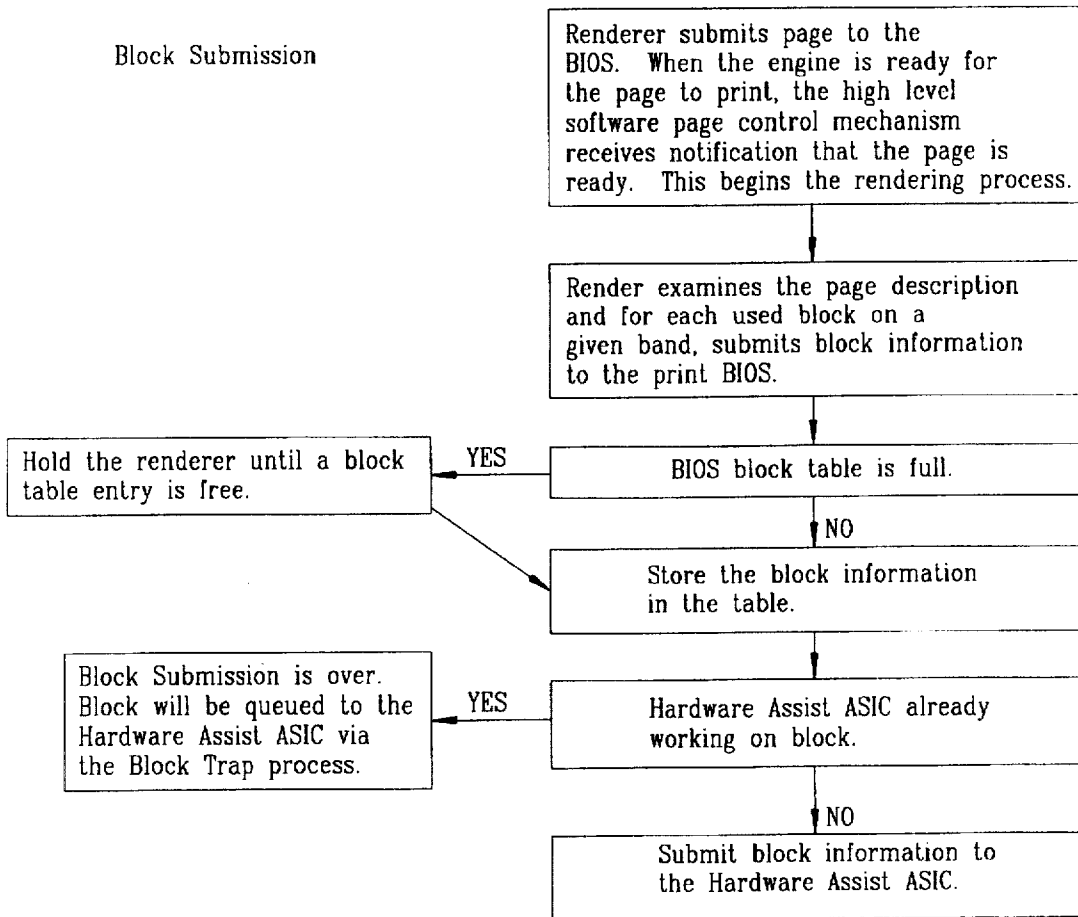 Block Submission
Renderer submits page to the
BIOS. When the engine is ready for
the page to print, the high level
software page control mechanism
receives notification that the page is
ready. This begins the rendering process.
Render examines the page description
and for each used block on a
given band, submits block information
to the print BIOS.
Hold the renderer until a block
table entry is free.
YES
BIOS block table is full.
NO
Store the block information
in the table.
Block Submission is over.
Block will be queued to the
Hardware Assist ASIC via
the Block Trap process.
YES
Hardware Assist ASIC already
working on block.
NO
Submit block information to
the Hardware Assist ASIC.